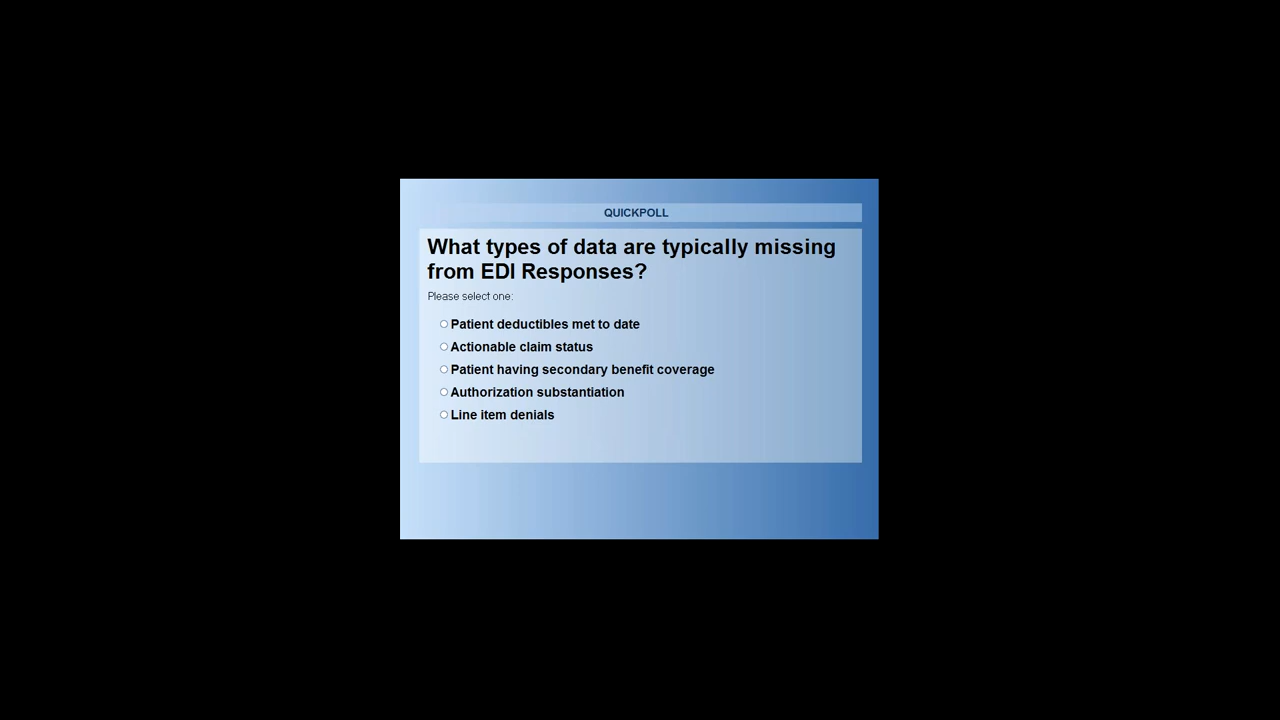 QUICKPOLL
What types of data are typically missing
from EDI Responses?
Please select one:
Patient deductibles met to date
Actionable claim status
Patient having secondary benefit coverage
Authorization substantiation
Line item denials